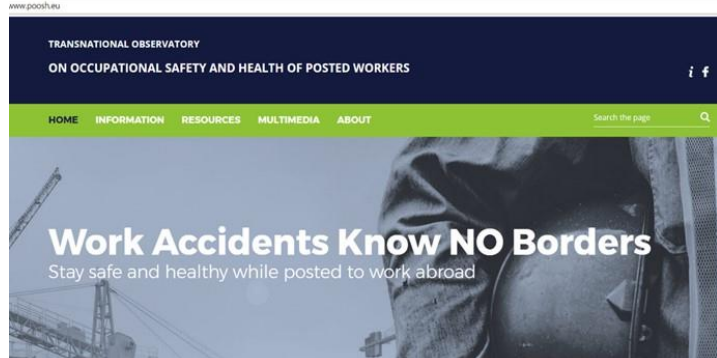 www.poosh.eu
TRANSNATIONAL OBSERVATORY
ON OCCUPATIONAL SAFETY AND HEALTH OF POSTED WORKERS
i f
HOME INFORMATION RESOURCES MULTIMEDIA ABOUT Search the page
Work Accidents Know NO Borders
Stay safe and healthy while posted to work abroad